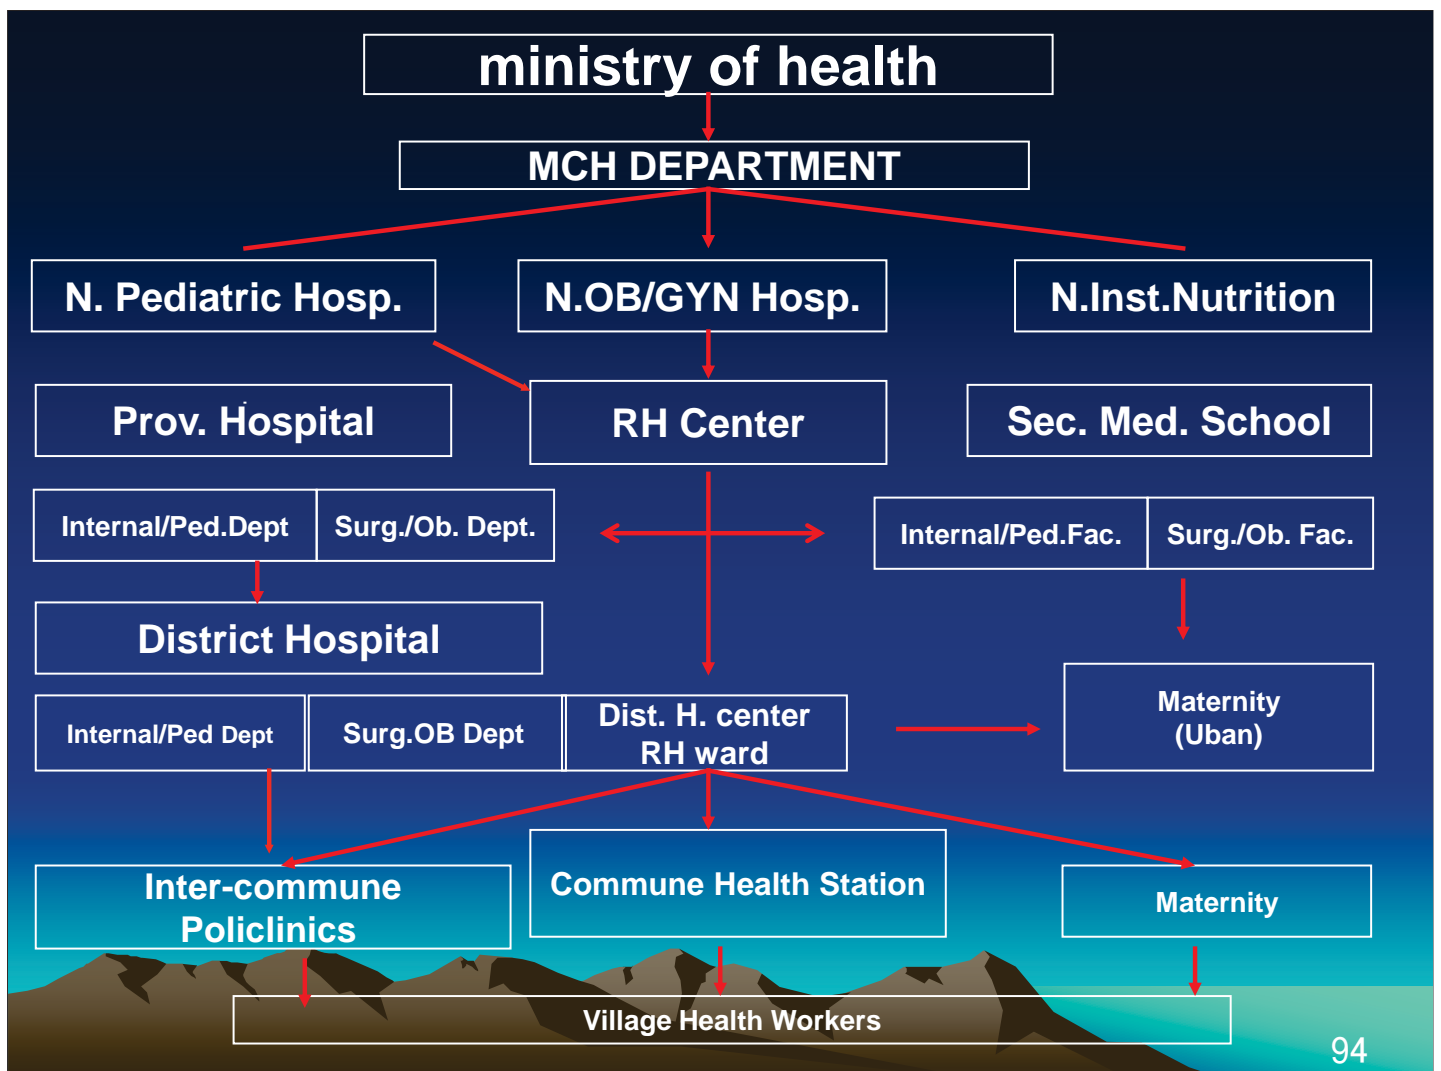 ministry of health
MCH DEPARTMENT
N. Pediatric Hosp.
N.OB/GYN Hosp.
N.Inst.Nutrition
Prov. Hospital
RH Center
Sec. Med. School
Internal/Ped.Dept
Surg./Ob. Dept.
Internal/Ped.Fac.
Surg./Ob. Fac.
District Hospital
Internal/Ped Dept
Surg.OB Dept
Dist. H. center
RH ward
Maternity
(Uban)
Inter-commune
Policlinics
Commune Health Station
Maternity
Village Health Workers
94